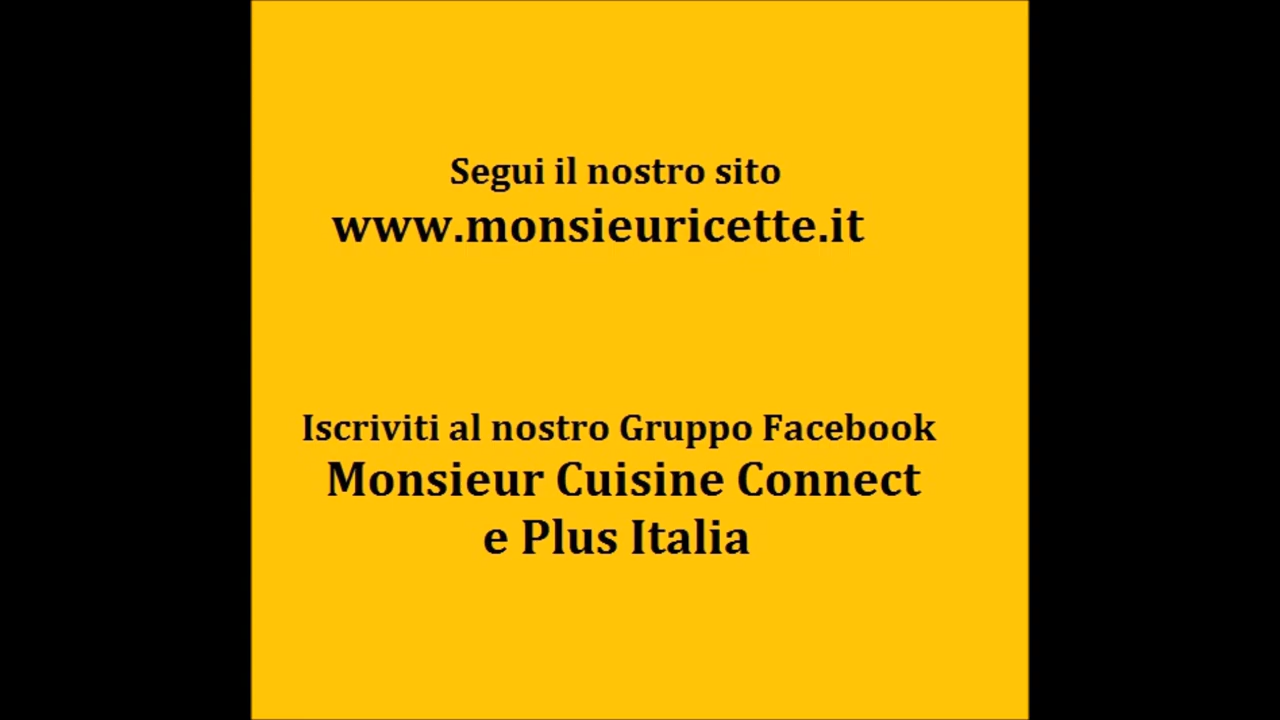 Segui il nostro sito
www.monsieuricette.it
Iscriviti al nostro Gruppo Facebook
Monsieur Cuisine Connect
e Plus Italia